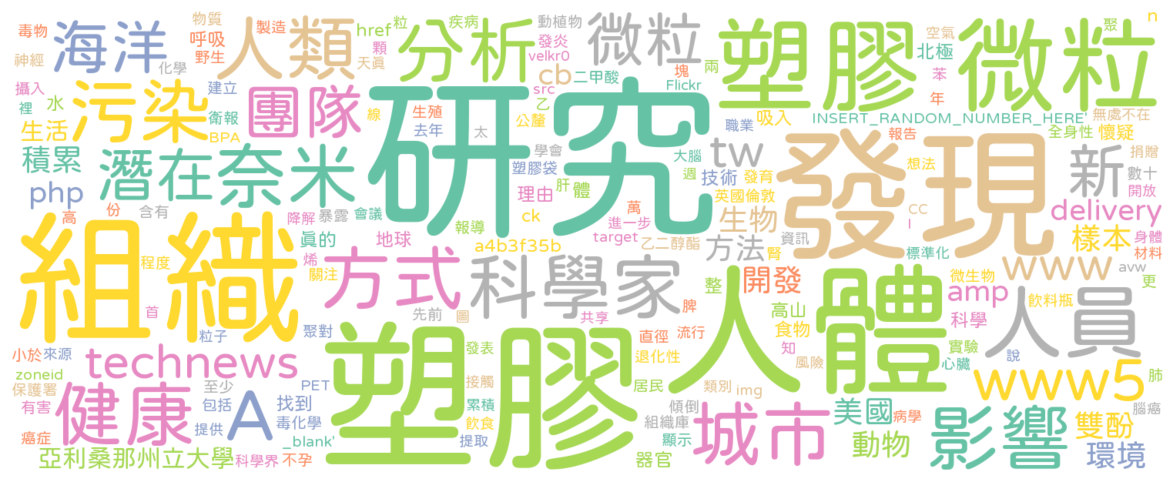 毒物 物質 製造 href 粒 疾病 動植物 空氣 聚 n
海洋 呼吸 人類 顆 分析 發炎 微粒 塑膠 微粒 北極
神經 化學 野生 天真 velkr0 cb 二甲酸 塊 兩 苯
攝入 污染 建立 團隊 src Flickr 年
裡 水 衛報 線 生殖 研究 乙 公釐 職業 吸入 INSERT_RANDOM_NUMBER_HERE' 無處不在
生活 BPA 去年 太 報告 全身性 懷疑
積累 潛在 奈米 學會 大腦 tw 發現 想法 新 捐贈
php 塑膠袋 理由 肝 體 週 技術 發育 數十 開放
高 份 含有 降解 暴露 會議 報導 ck 進一步 萬 英國倫敦 生物 cc delivery
組織 真的 烯 地球 a4b3f35b target 乙二醇酯 方法 資訊 I 標準化 樣本 身體 材料
程度 關注 方式 科學家 腎 整 開發 www avw
首 先前 圖 共享 脾 人體 高山 微生物 amp 飲料瓶 更
粒子 聚對 直徑 流行 食物 科學 人員
小於 來源 technews 發表 塑膠 退化性 知 實驗 說
zoneid 保護署 至少 PET 接觸 居民 類別 img 風險 心臟 www5 肺
有害 健康 包括 A 找到 累積 傾倒 城市 美國 病學 腦癌
癌症 提供 毒化學 飲食 組織庫 動物 影響 雙酚
亞利桑那州立大學 科學界 不孕 _blank' 提取 顯示 器官 環境